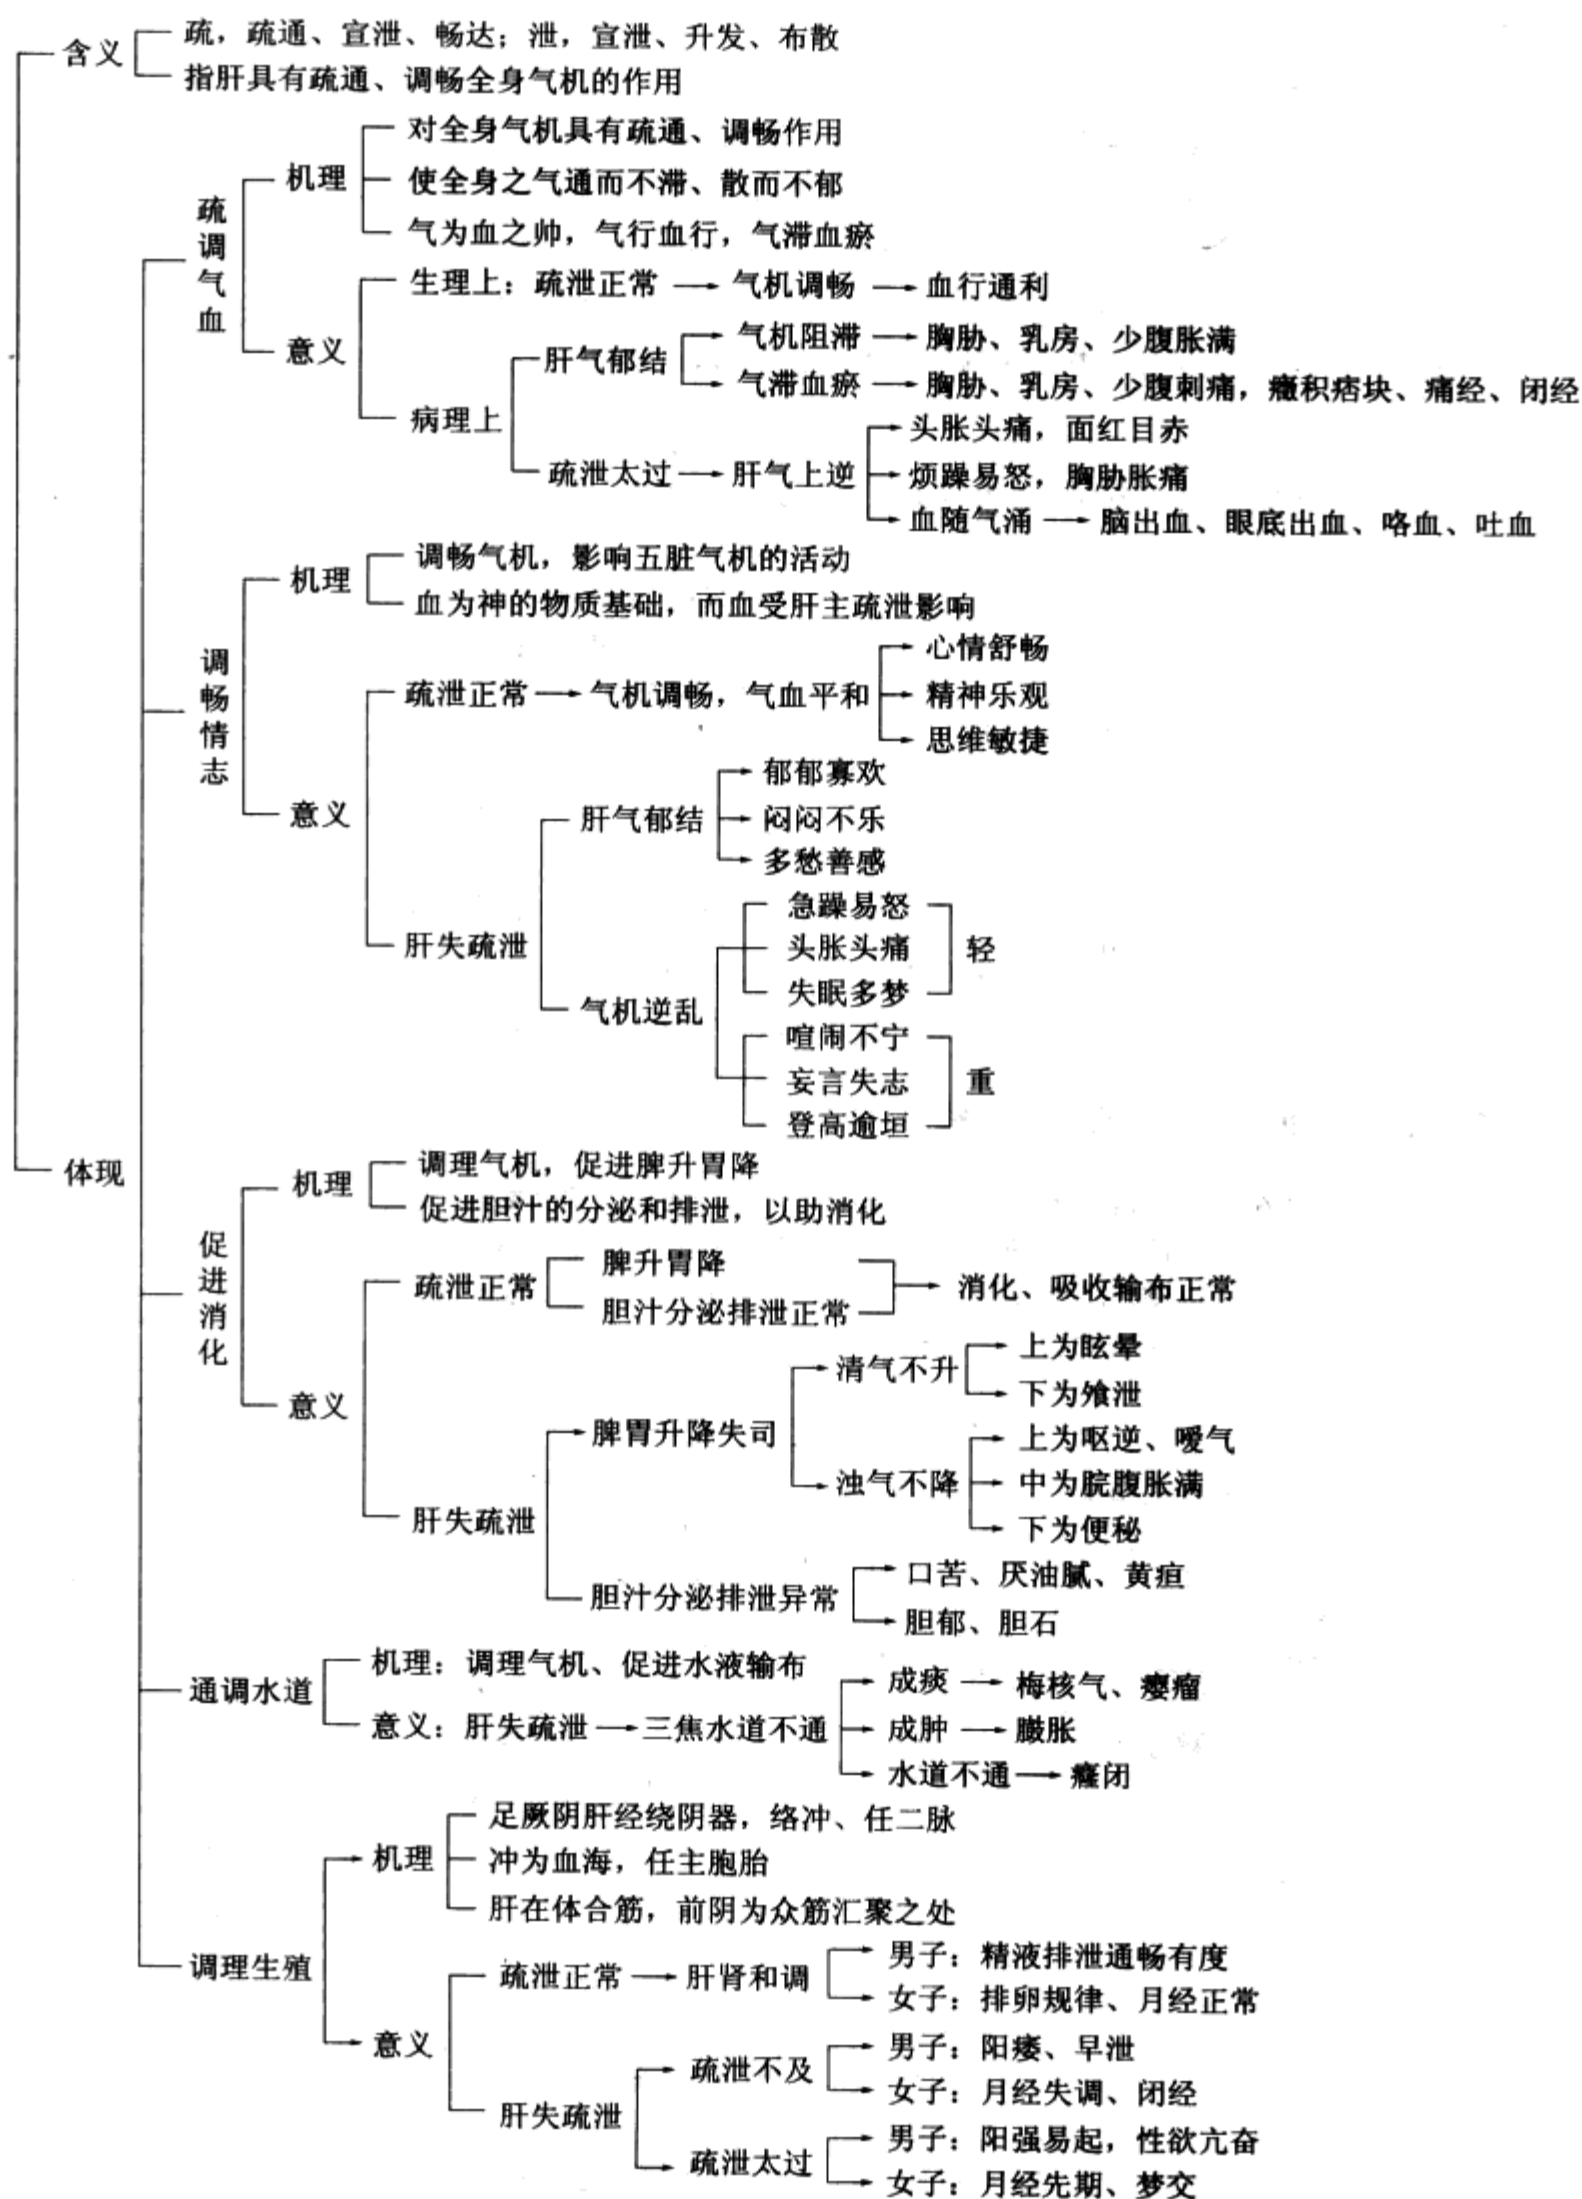 含义
疏，疏通、宣泄、畅达；泄，宣泄、升发、布散
指肝具有疏通、调畅全身气机的作用
体现
疏调气血
机理
对全身气机具有疏通、调畅作用
使全身之气通而不滞、散而不郁
气为血之帅，气行血行，气滞血瘀
意义
生理上：疏泄正常→气机调畅→血行通利
病理上
肝气郁结
气机阻滞→胸胁、乳房、少腹胀满
气滞血瘀→胸胁、乳房、少腹刺痛，癥积痞块、痛经、闭经
疏泄太过→肝气上逆
头胀头痛，面红目赤
烦躁易怒，胸胁胀痛
血随气涌→脑出血、眼底出血、咯血、吐血
调畅情志
机理
调畅气机，影响五脏气机的活动
血为神的物质基础，而血受肝主疏泄影响
意义
疏泄正常→气机调畅，气血平和
心情舒畅
精神乐观
思维敏捷
肝失疏泄
肝气郁结
郁郁寡欢
闷闷不乐
多愁善感
气机逆乱
急躁易怒
头胀头痛
失眠多梦
轻
喧闹不宁
妄言失志
登高逾垣
重
促进消化
机理
调理气机，促进脾升胃降
促进胆汁的分泌和排泄，以助消化
意义
疏泄正常
脾升胃降
胆汁分泌排泄正常
→消化、吸收输布正常
肝失疏泄
脾胃升降失司
清气不升
上为眩晕
下为飧泄
浊气不降
上为呕逆、嗳气
中为脘腹胀满
下为便秘
胆汁分泌排泄异常
口苦、厌油腻、黄疸
胆郁、胆石
通调水道
机理：调理气机、促进水液输布
意义：肝失疏泄→三焦水道不通
成痰→梅核气、瘿瘤
成肿→臌胀
水道不通→癃闭
调理生殖
机理
足厥阴肝经绕阴器，络冲、任二脉
冲为血海，任主胞胎
肝在体合筋，前阴为众筋汇聚之处
意义
疏泄正常→肝肾和调
男子：精液排泄通畅有度
女子：排卵规律、月经正常
肝失疏泄
疏泄不及
男子：阳痿、早泄
女子：月经失调、闭经
疏泄太过
男子：阳强易起，性欲亢奋
女子：月经先期、梦交